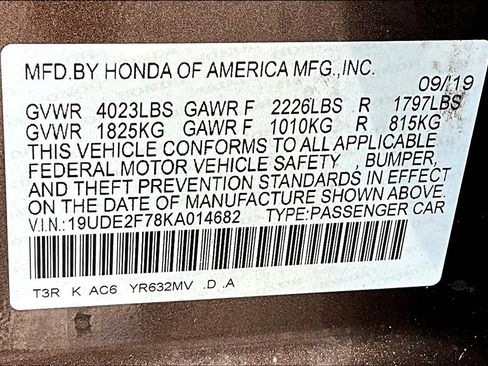 MFD.BY HONDA OF AMERICA MFG.,INC.
09/19
GVWR 4023LBS GAWR F 2226LBS R 1797LBS
GVWR 1825KG GAWR F 1010KG R 815KG
THIS VEHICLE CONFORMS TO ALL APPLICABLE
FEDERAL MOTOR VEHICLE SAFETY , BUMPER,
AND THEFT PREVENTION STANDARDS IN EFFECT
ON THE DATE OF MANUFACTURE SHOWN ABOVE.
V.I.N.:19UDE2F78KA014682 TYPE:PASSENGER CAR
T3R K AC6 YR632MV .D .A